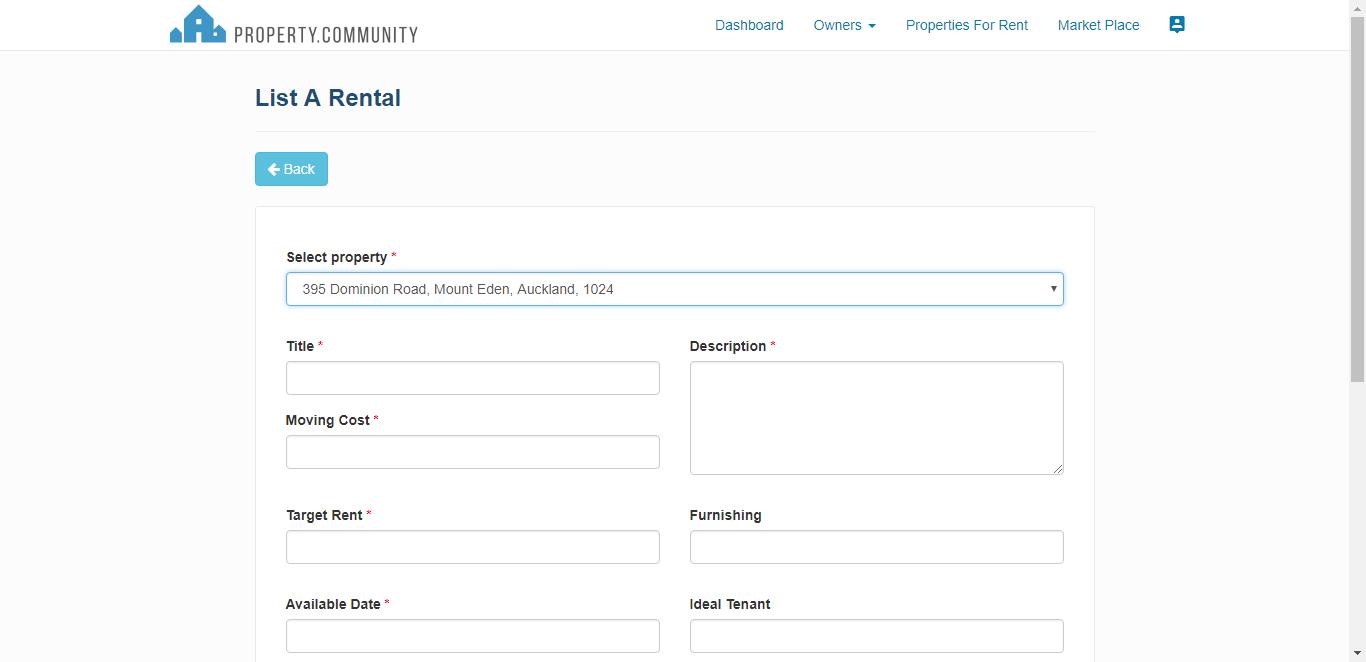 PROPERTY.COMMUNITY
Dashboard Owners Properties For Rent Market Place
List A Rental
Back
Select property *
395 Dominion Road, Mount Eden, Auckland, 1024
Title * Description *
Moving Cost *
Target Rent * Furnishing
Available Date * Ideal Tenant